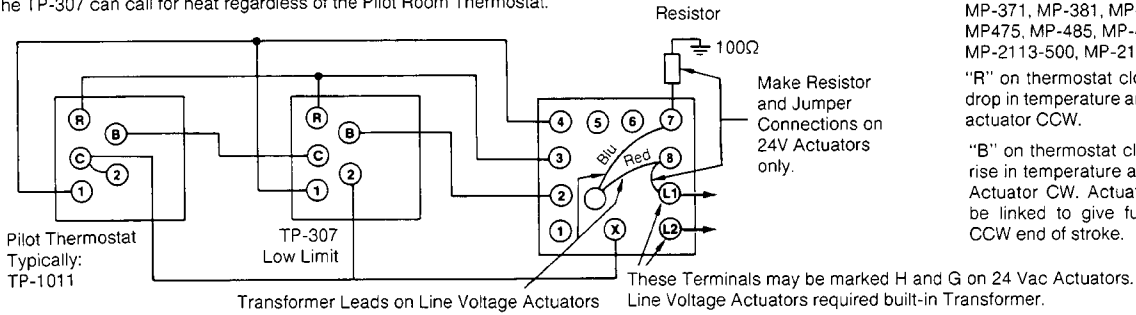 he TP-307 can call for heat regardless of the Pilot Room Thermostat.
Resistor
100Ω
Make Resistor
and Jumper
Connections on
24V Actuators
only.
R
B
C
2
1
R
B
C
2
1
4
5
6
7
3
8
2
L1
1
X
L2
Blu
Red
Pilot Thermostat
Typically:
TP-1011
TP-307
Low Limit
Transformer Leads on Line Voltage Actuators
These Terminals may be marked H and G on 24 Vac Actuators.
Line Voltage Actuators required built-in Transformer.
MP-371, MP-381, MP-
MP475, MP-485, MP-
MP-2113-500, MP-21
"R" on thermostat clo
drop in temperature an
actuator CCW.
"B" on thermostat clo
rise in temperature a
Actuator CW. Actuat
be linked to give fu
CCW end of stroke.